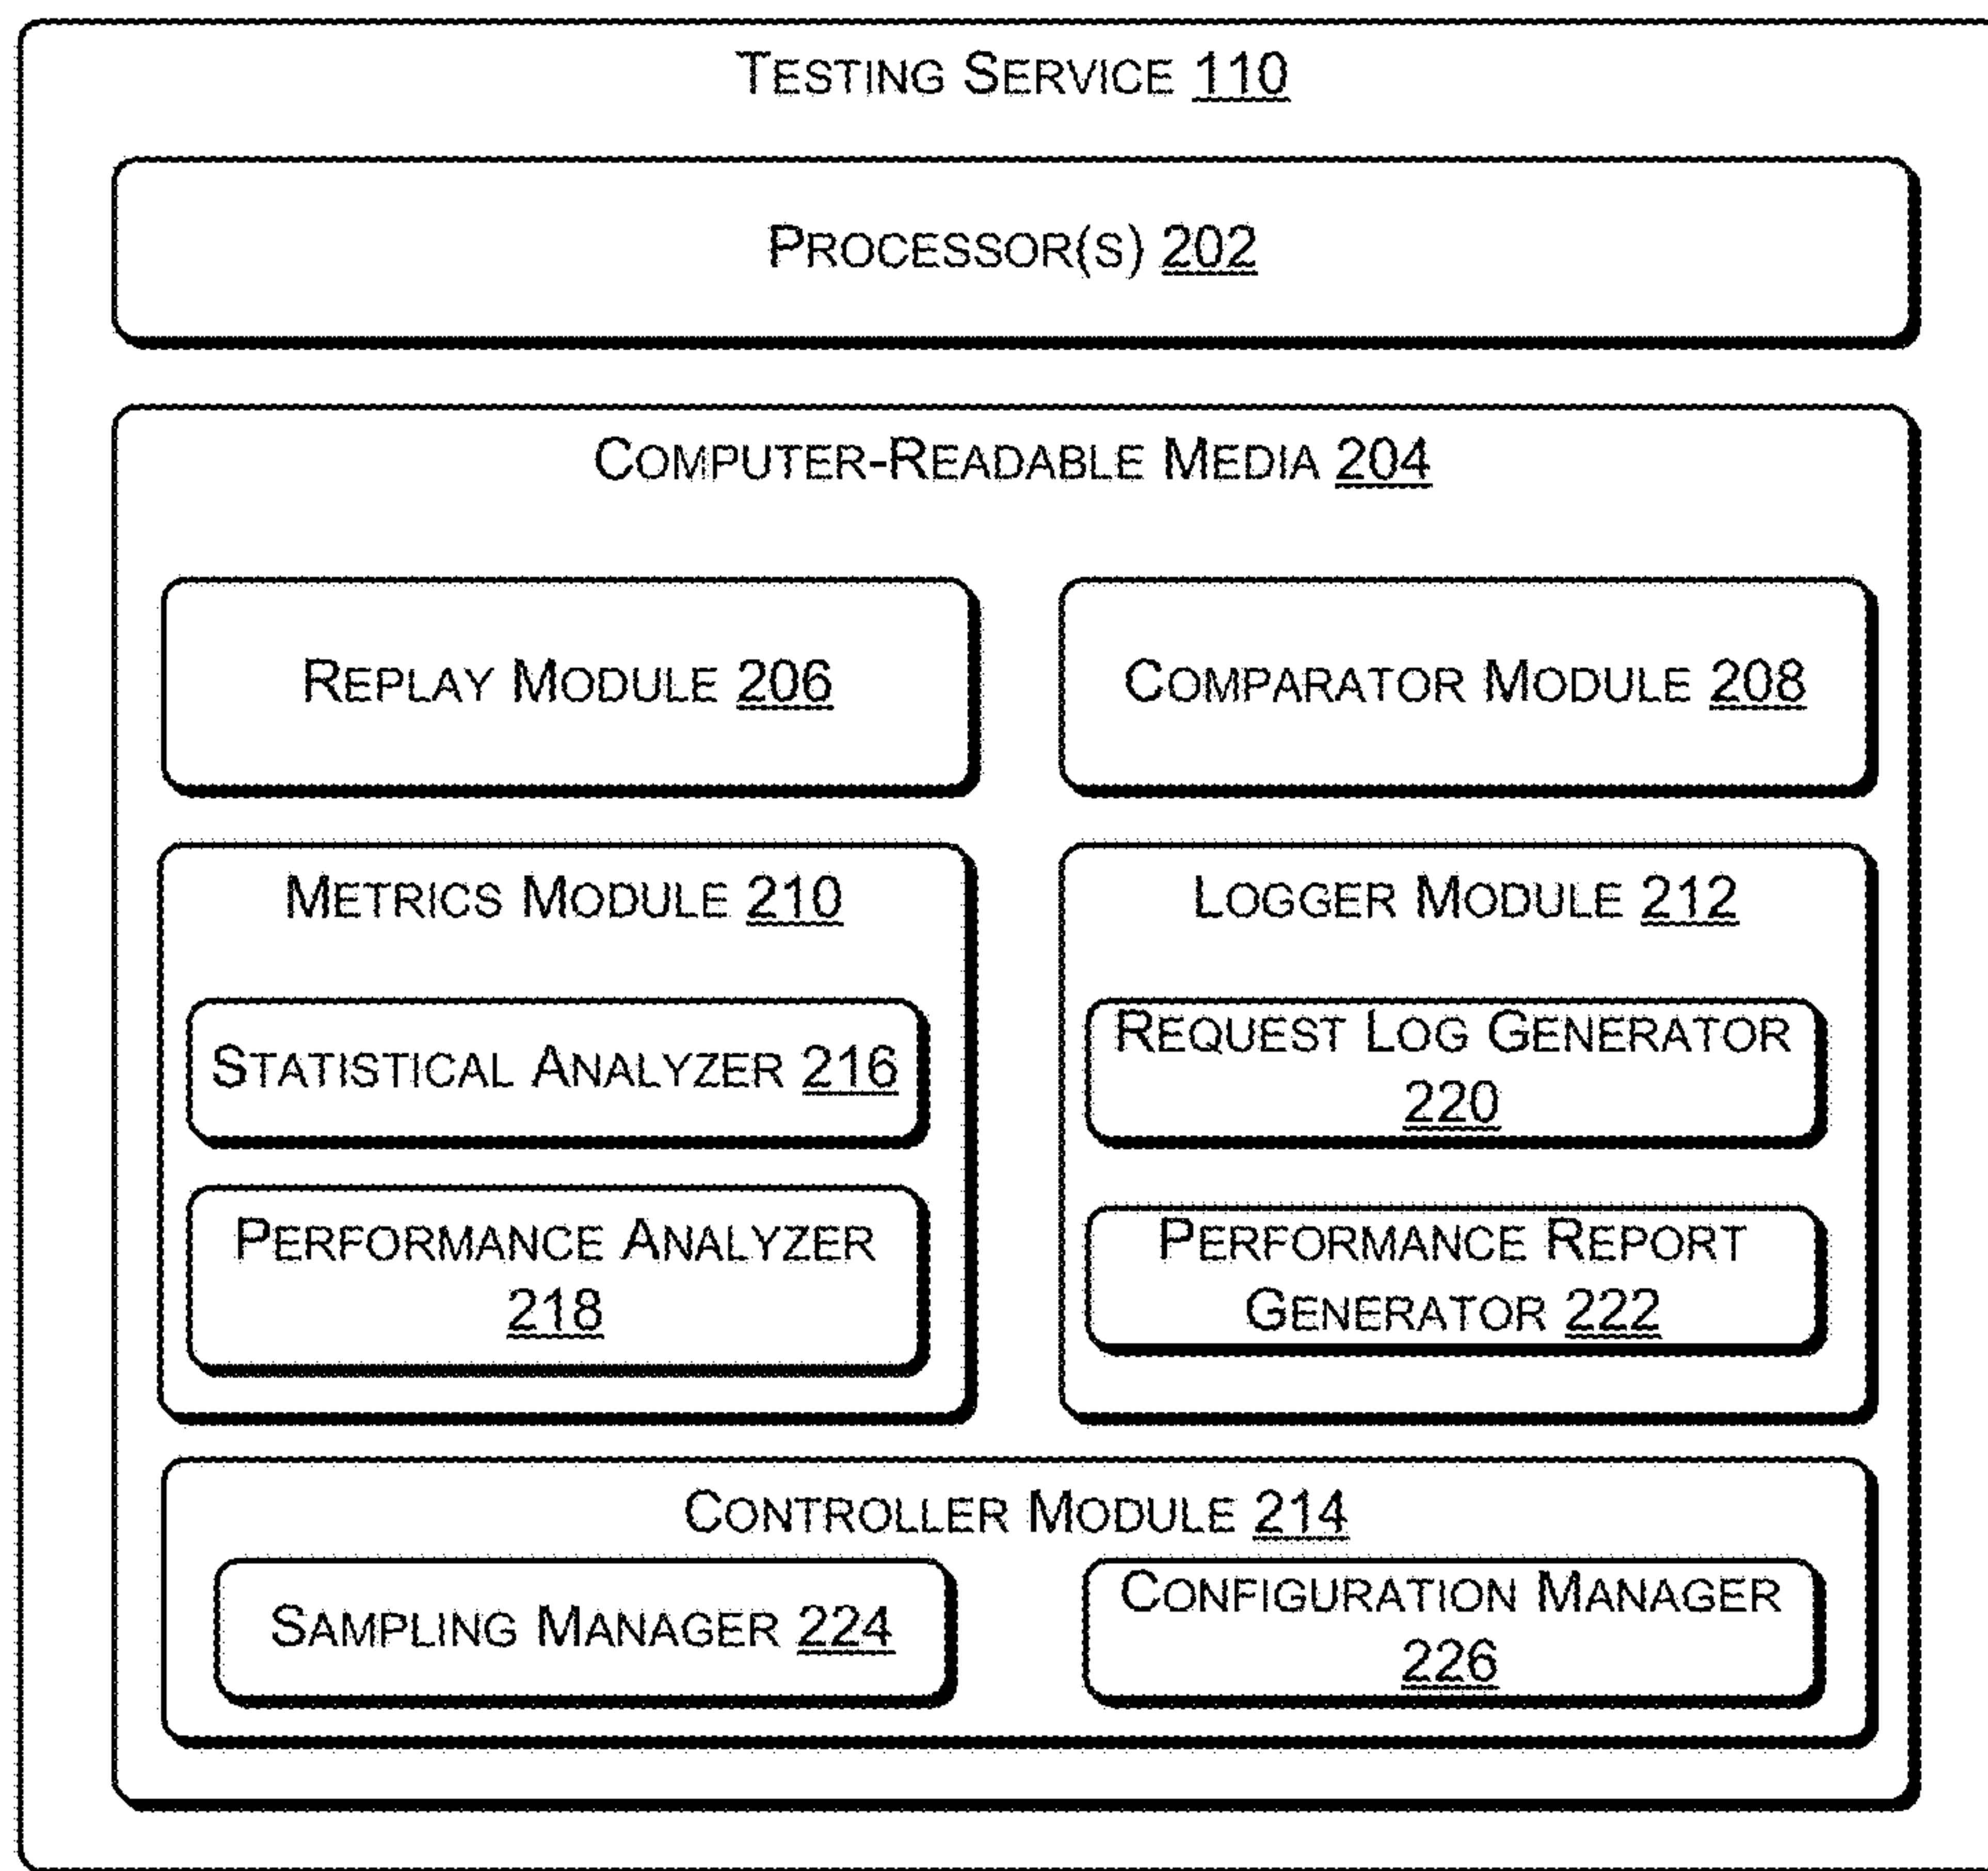 TESTING SERVICE 110
PROCESSOR(S) 202
COMPUTER-READABLE MEDIA 204
REPLAY MODULE 206
COMPARATOR MODULE 208
METRICS MODULE 210
STATISTICAL ANALYZER 216
PERFORMANCE ANALYZER
218
LOGGER MODULE 212
REQUEST LOG GENERATOR
220
PERFORMANCE REPORT
GENERATOR 222
CONTROLLER MODULE 214
SAMPLING MANAGER 224
CONFIGURATION MANAGER
226